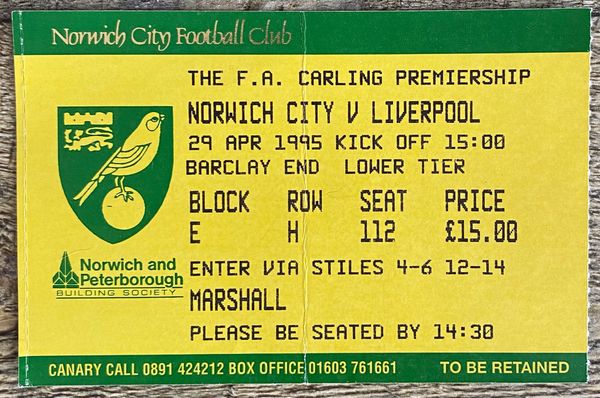 Norwich City Football Club
THE F.A. CARLING PREMIERSHIP
NORWICH CITY V LIVERPOOL
29 APR 1995 KICK OFF 15:00
BARCLAY END LOWER TIER
BLOCK ROW SEAT PRICE
E H 112 £15.00
Norwich and
Peterborough
BUILDING SOCIETY
ENTER VIA STILES 4-6 12-14
MARSHALL
PLEASE BE SEATED BY 14:30
CANARY CALL 0891 424212 BOX OFFICE 01603 761661 TO BE RETAINED